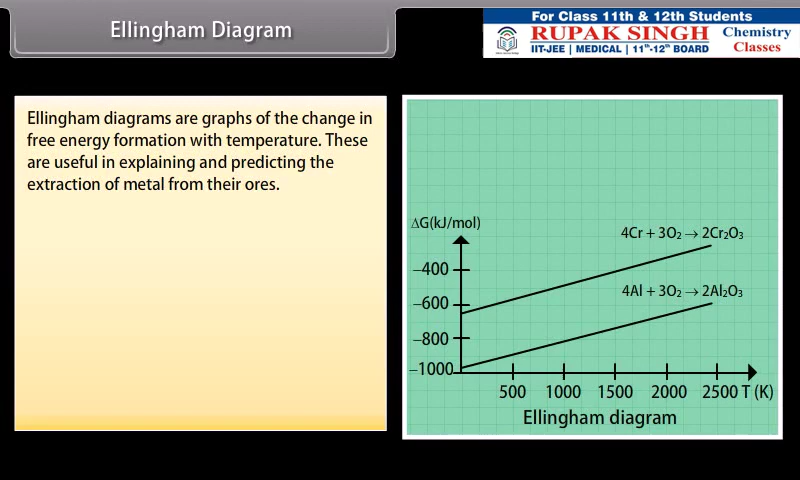 Ellingham Diagram
For Class 11th & 12th Students
RUPAK SINGH
IIT-JEE | MEDICAL | 11th-12th BOARD
Chemistry
Classes
Ellingham diagrams are graphs of the change in
free energy formation with temperature. These
are useful in explaining and predicting the
extraction of metal from their ores.
ΔG(kJ/mol)
4Cr + 3O₂ → 2Cr₂O₃
−400
4Al + 3O₂ → 2Al₂O₃
−600
−800
−1000
500 1000 1500 2000 2500 T (K)
Ellingham diagram